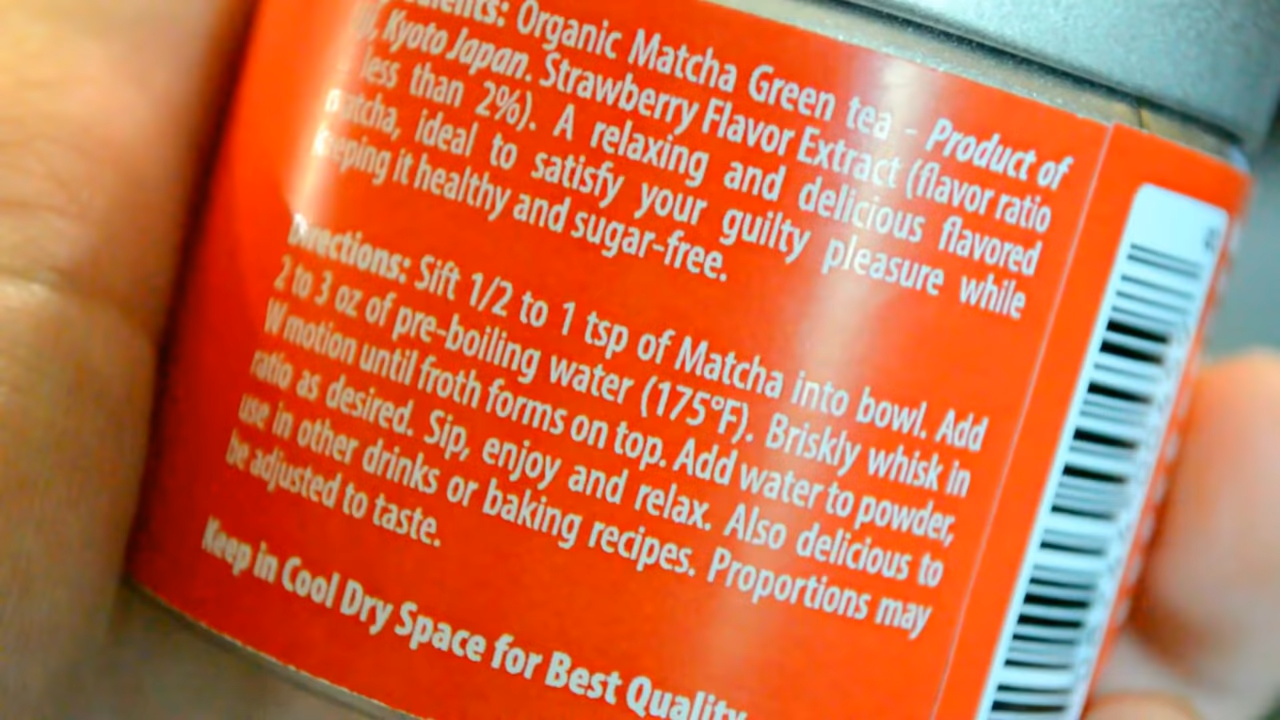 Ingredients: Organic Matcha Green tea - Product of
Kyoto Japan. Strawberry Flavor Extract (flavor ratio
less than 2%). A relaxing and delicious flavored
matcha, ideal to satisfy your guilty pleasure while
keeping it healthy and sugar-free.
Directions: Sift 1/2 to 1 tsp of Matcha into bowl. Add
2 to 3 oz of pre-boiling water (175°F). Briskly whisk in
W motion until froth forms on top. Add water to powder,
ratio as desired. Sip, enjoy and relax. Also delicious to
use in other drinks or baking recipes. Proportions may
be adjusted to taste.
Keep in Cool Dry Space for Best Quality